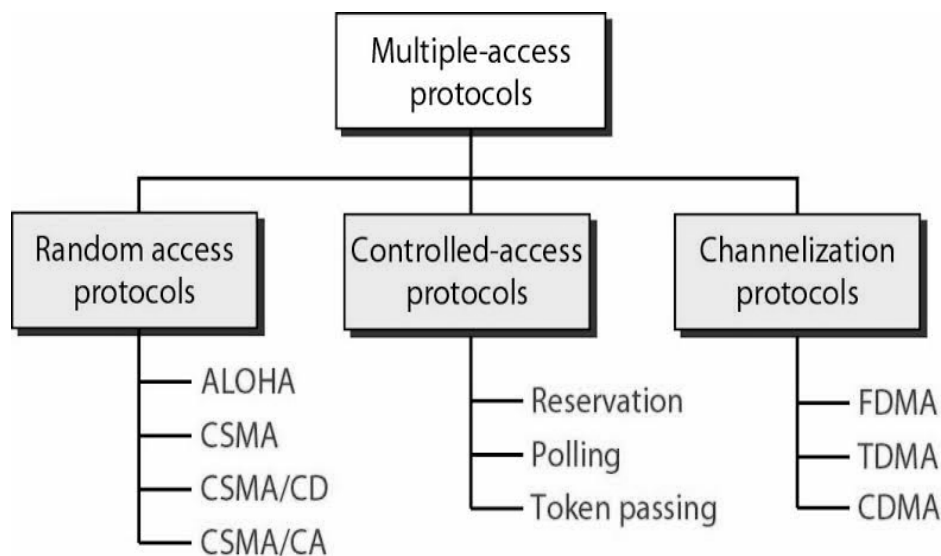 Multiple-access
protocols
Random access
protocols
Controlled-access
protocols
Channelization
protocols
ALOHA
CSMA
CSMA/CD
CSMA/CA
Reservation
Polling
Token passing
FDMA
TDMA
CDMA